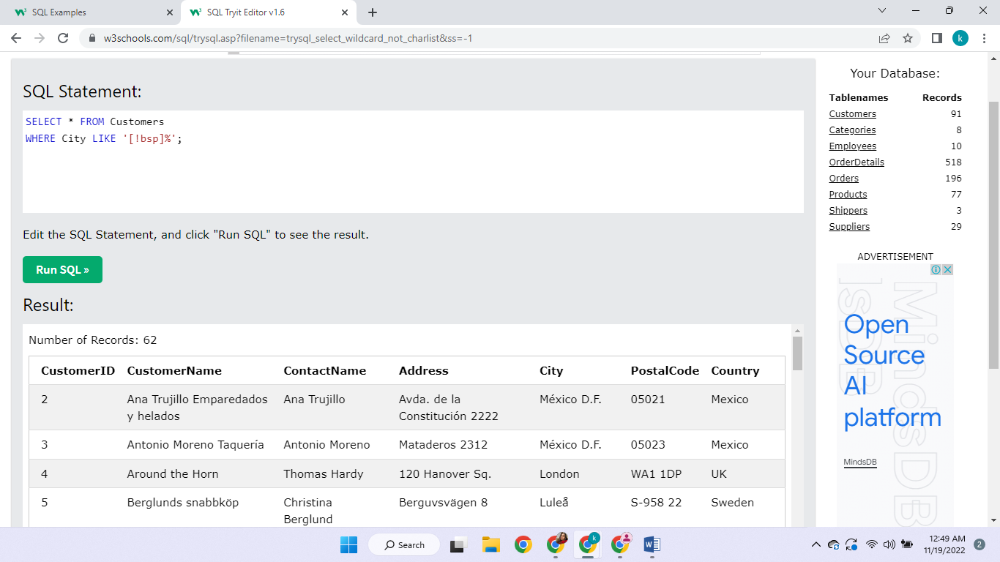 SQL Examples
SQL Tryit Editor v1.6
w3schools.com/sql/trysql.asp?filename=trysql_select_wildcard_not_charlist&ss=-1
k
SQL Statement:
SELECT * FROM Customers
WHERE City LIKE '[!bsp]%';
Edit the SQL Statement, and click "Run SQL" to see the result.
Run SQL »
Result:
Number of Records: 62
CustomerID CustomerName ContactName Address City PostalCode Country
2 Ana Trujillo Emparedados y helados Ana Trujillo Avda. de la Constitución 2222 México D.F. 05021 Mexico
3 Antonio Moreno Taquería Antonio Moreno Mataderos 2312 México D.F. 05023 Mexico
4 Around the Horn Thomas Hardy 120 Hanover Sq. London WA1 1DP UK
5 Berglunds snabbköp Christina Berglund Berguvsvägen 8 Luleå S-958 22 Sweden
Your Database:
Tablenames Records
Customers 91
Categories 8
Employees 10
OrderDetails 518
Orders 196
Products 77
Shippers 3
Suppliers 29
ADVERTISEMENT
MindsDB
]sDB
Open
Source
AI
platform
MindsDB
Search
k
12:49 AM
11/19/2022
2